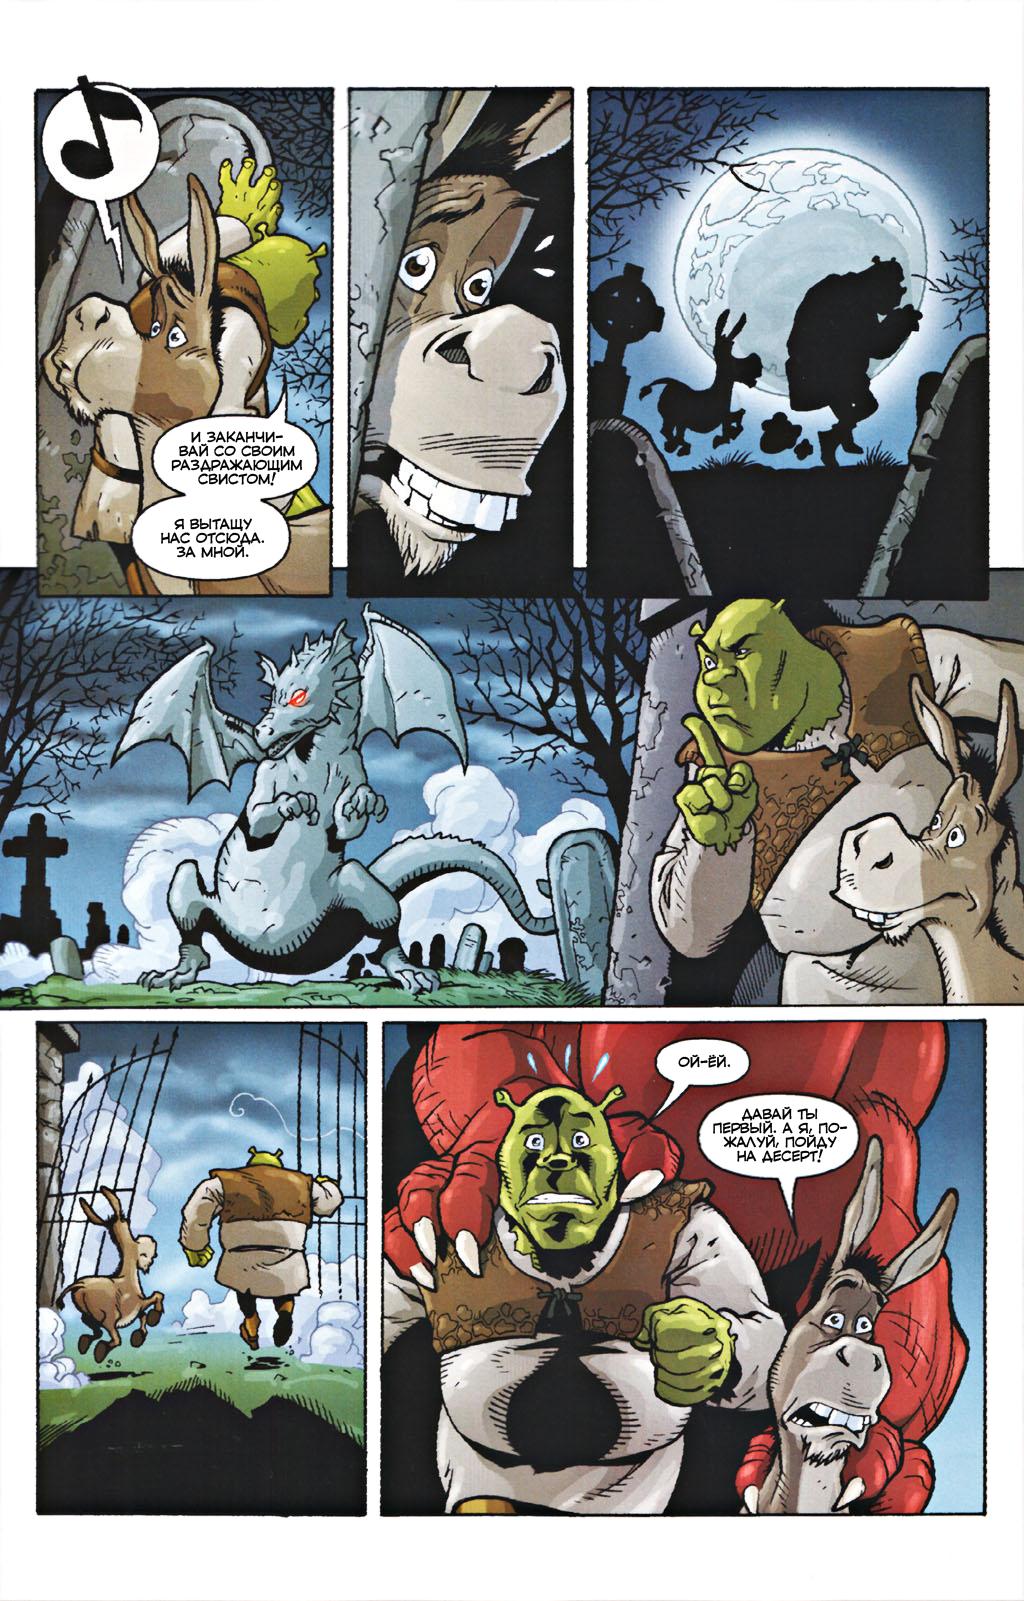 И ЗАКАНЧИ-
ВАЙ СО СВОИМ
РАЗДРАЖАЮЩИМ
СВИСТОМ!
Я ВЫТАЩУ
НАС ОТСЮДА.
ЗА МНОЙ.
ОЙ-ЁЙ.
ДАВАЙ ТЫ
ПЕРВЫЙ. А Я, ПО-
ЖАЛУЙ, ПОЙДУ
НА ДЕСЕРТ!